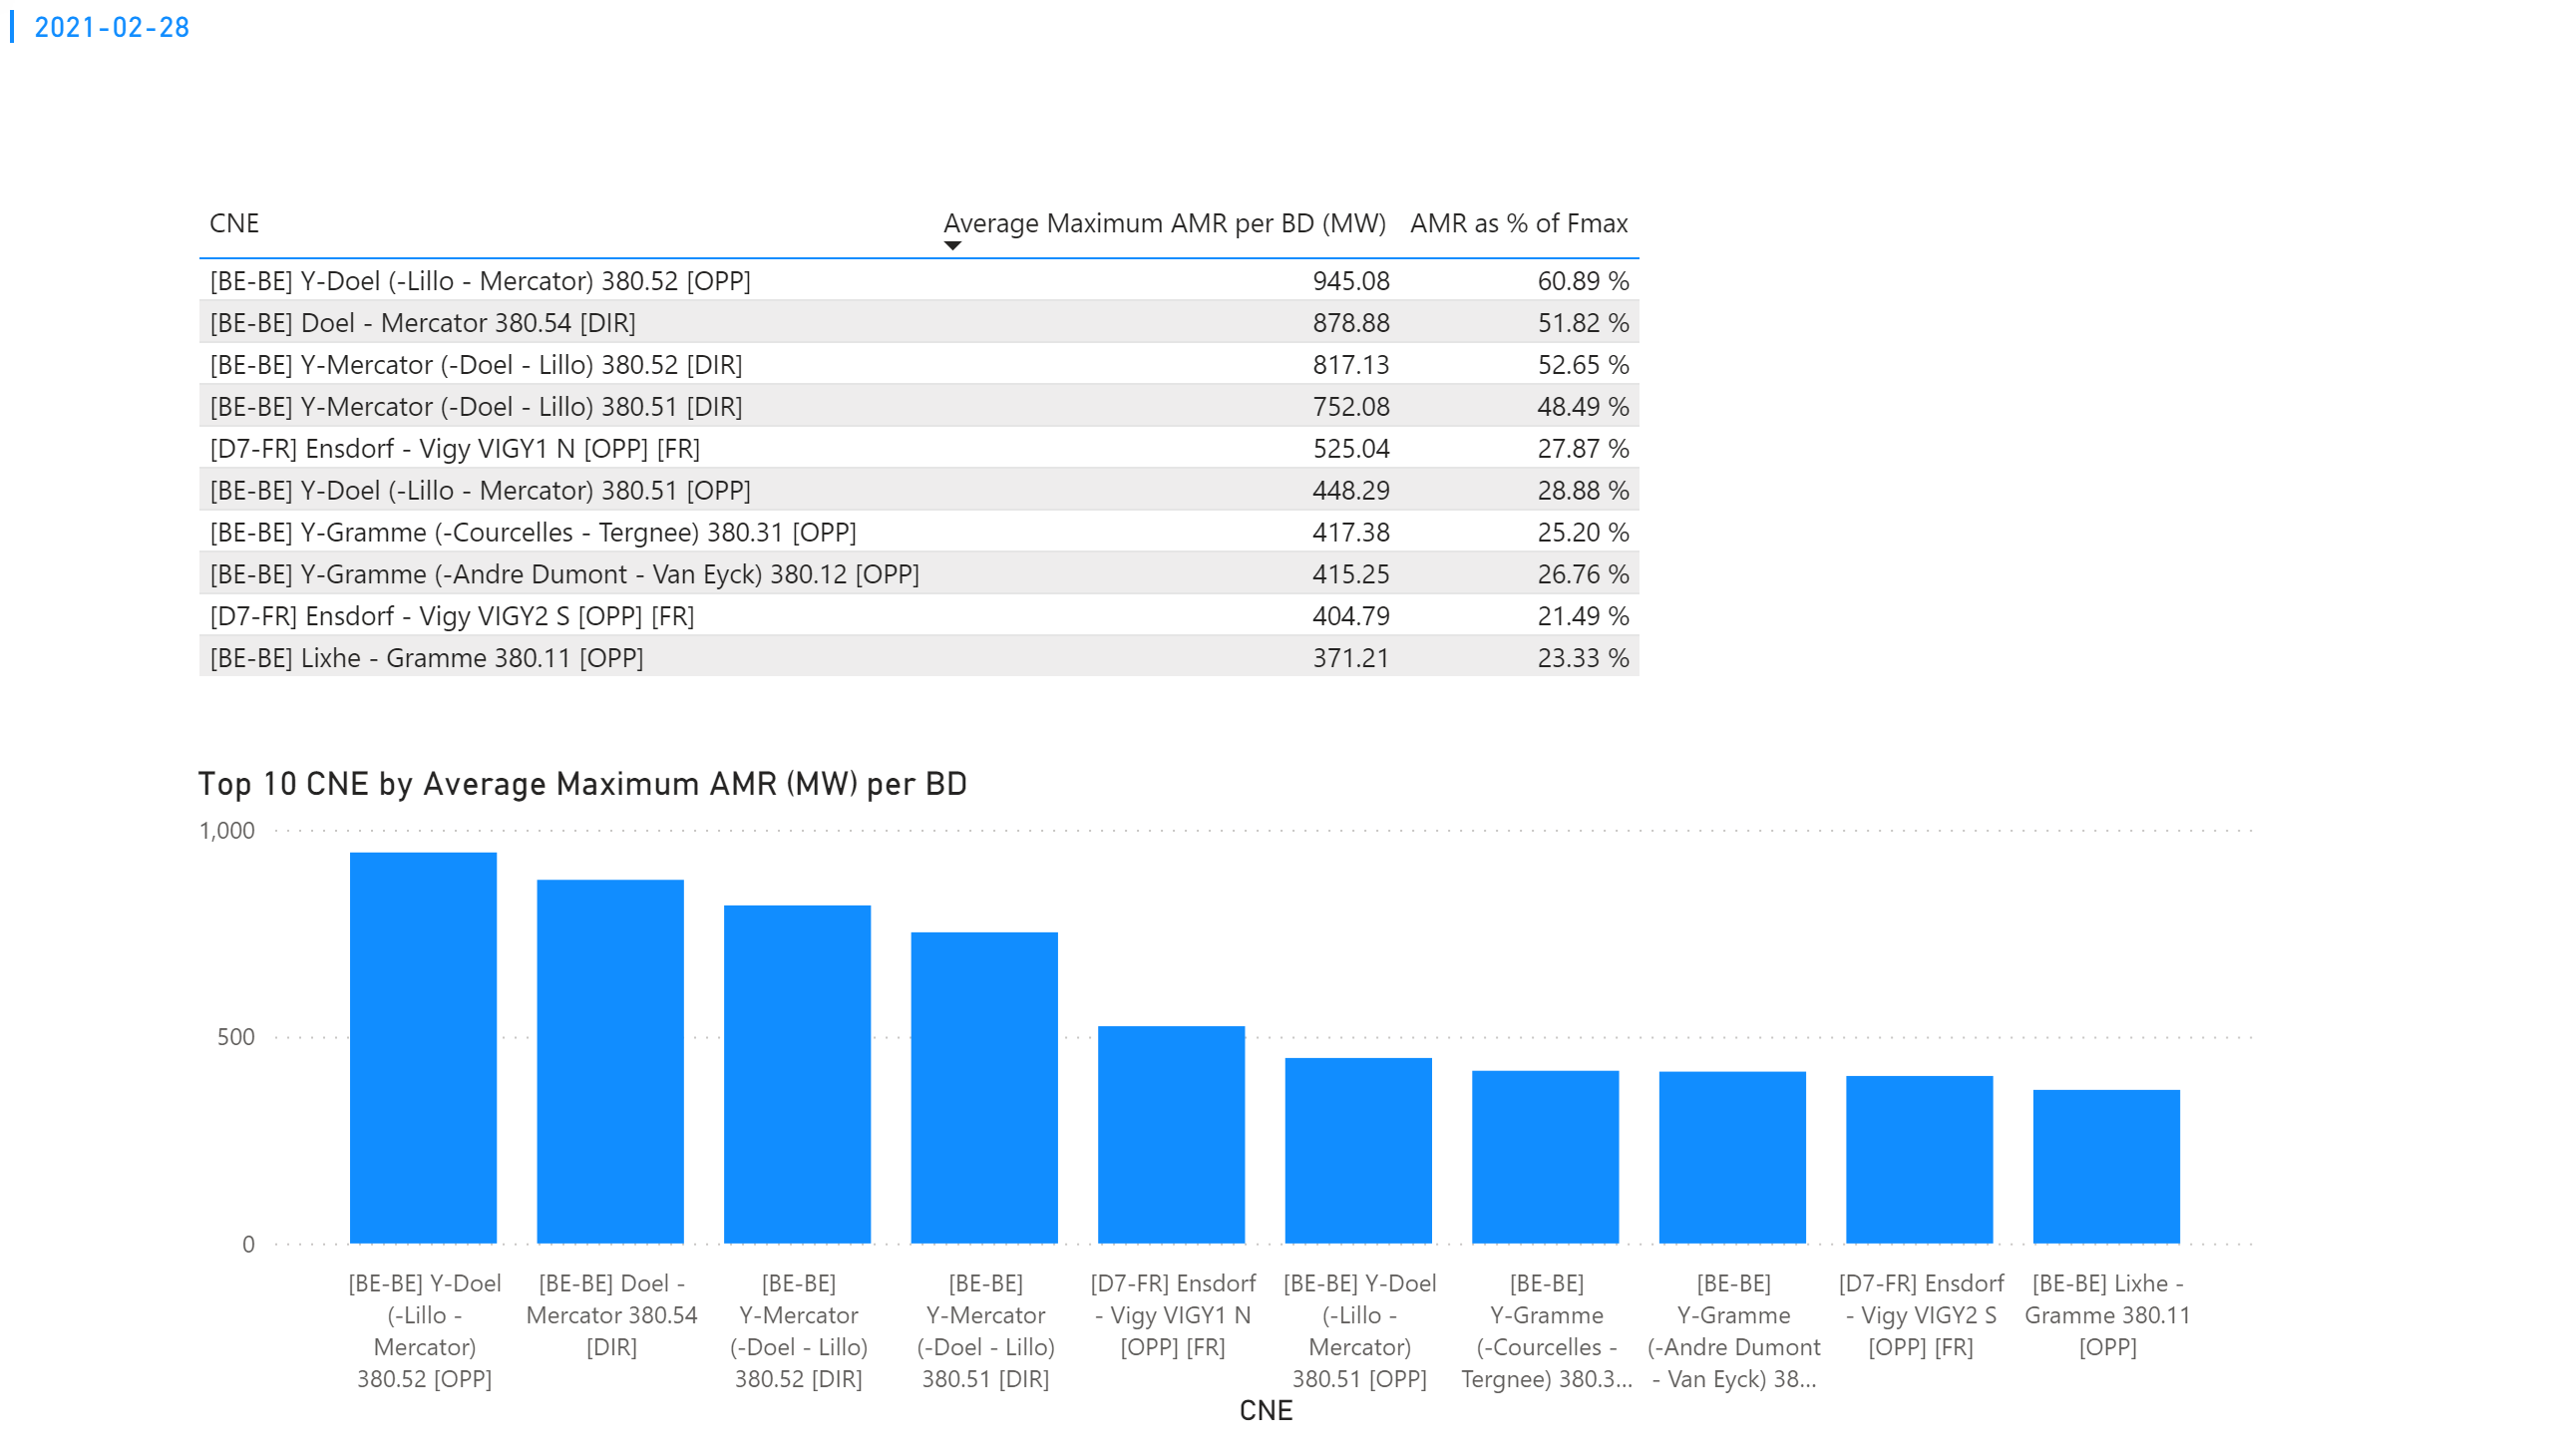 2021-02-28
CNE Average Maximum AMR per BD (MW) AMR as % of Fmax
[BE-BE] Y-Doel (-Lillo - Mercator) 380.52 [OPP] 945.08 60.89 %
[BE-BE] Doel - Mercator 380.54 [DIR] 878.88 51.82 %
[BE-BE] Y-Mercator (-Doel - Lillo) 380.52 [DIR] 817.13 52.65 %
[BE-BE] Y-Mercator (-Doel - Lillo) 380.51 [DIR] 752.08 48.49 %
[D7-FR] Ensdorf - Vigy VIGY1 N [OPP] [FR] 525.04 27.87 %
[BE-BE] Y-Doel (-Lillo - Mercator) 380.51 [OPP] 448.29 28.88 %
[BE-BE] Y-Gramme (-Courcelles - Tergnee) 380.31 [OPP] 417.38 25.20 %
[BE-BE] Y-Gramme (-Andre Dumont - Van Eyck) 380.12 [OPP] 415.25 26.76 %
[D7-FR] Ensdorf - Vigy VIGY2 S [OPP] [FR] 404.79 21.49 %
[BE-BE] Lixhe - Gramme 380.11 [OPP] 371.21 23.33 %
Top 10 CNE by Average Maximum AMR (MW) per BD
1,000
500
0
[BE-BE] Y-Doel
(-Lillo -
Mercator)
380.52 [OPP]
[BE-BE] Doel -
Mercator 380.54
[DIR]
[BE-BE]
Y-Mercator
(-Doel - Lillo)
380.52 [DIR]
[BE-BE]
Y-Mercator
(-Doel - Lillo)
380.51 [DIR]
[D7-FR] Ensdorf
- Vigy VIGY1 N
[OPP] [FR]
[BE-BE] Y-Doel
(-Lillo -
Mercator)
380.51 [OPP]
[BE-BE]
Y-Gramme
(-Courcelles -
Tergnee) 380.3...
[BE-BE]
Y-Gramme
(-Andre Dumont
- Van Eyck) 38...
[D7-FR] Ensdorf
- Vigy VIGY2 S
[OPP] [FR]
[BE-BE] Lixhe -
Gramme 380.11
[OPP]
CNE